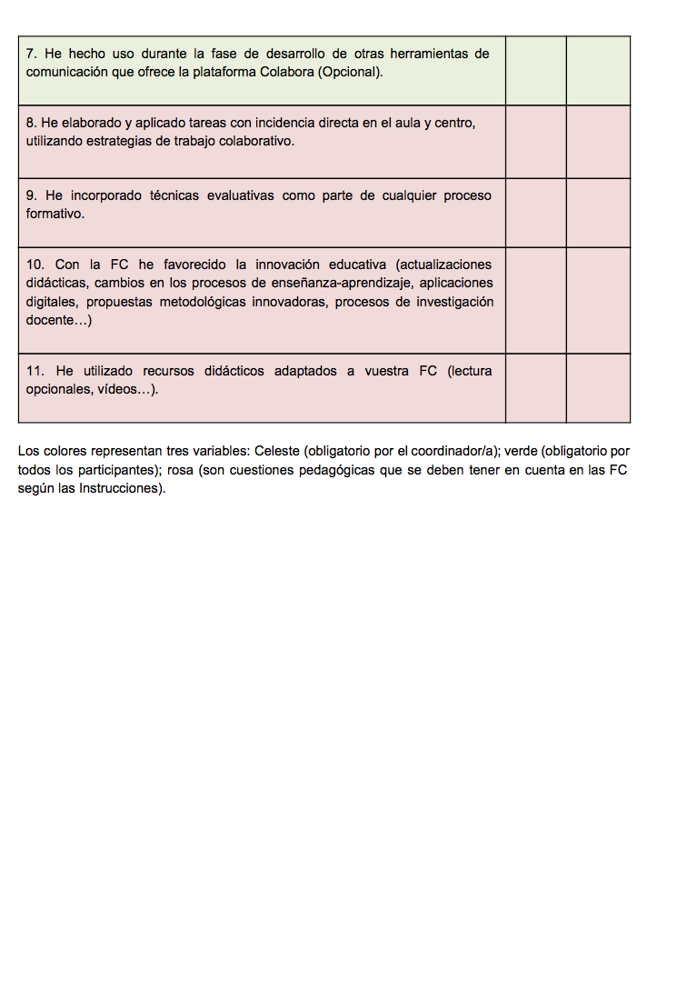 7. He hecho uso durante la fase de desarrollo de otras herramientas de
comunicación que ofrece la plataforma Colabora (Opcional).
8. He elaborado y aplicado tareas con incidencia directa en el aula y centro,
utilizando estrategias de trabajo colaborativo.
9. He incorporado técnicas evaluativas como parte de cualquier proceso
formativo.
10. Con la FC he favorecido la innovación educativa (actualizaciones
didácticas, cambios en los procesos de enseñanza-aprendizaje, aplicaciones
digitales, propuestas metodológicas innovadoras, procesos de investigación
docente…)
11. He utilizado recursos didácticos adaptados a vuestra FC (lectura
opcionales, vídeos…).
Los colores representan tres variables: Celeste (obligatorio por el coordinador/a); verde (obligatorio por
todos los participantes); rosa (son cuestiones pedagógicas que se deben tener en cuenta en las FC
según las Instrucciones).